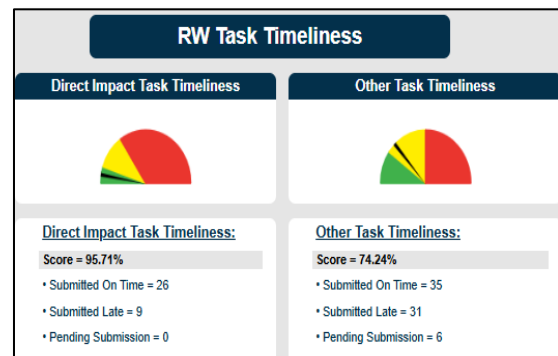 RW Task Timeliness
Direct Impact Task Timeliness
Other Task Timeliness
Direct Impact Task Timeliness:
Score = 95.71%
• Submitted On Time = 26
• Submitted Late = 9
• Pending Submission = 0
Other Task Timeliness:
Score = 74.24%
• Submitted On Time = 35
• Submitted Late = 31
• Pending Submission = 6